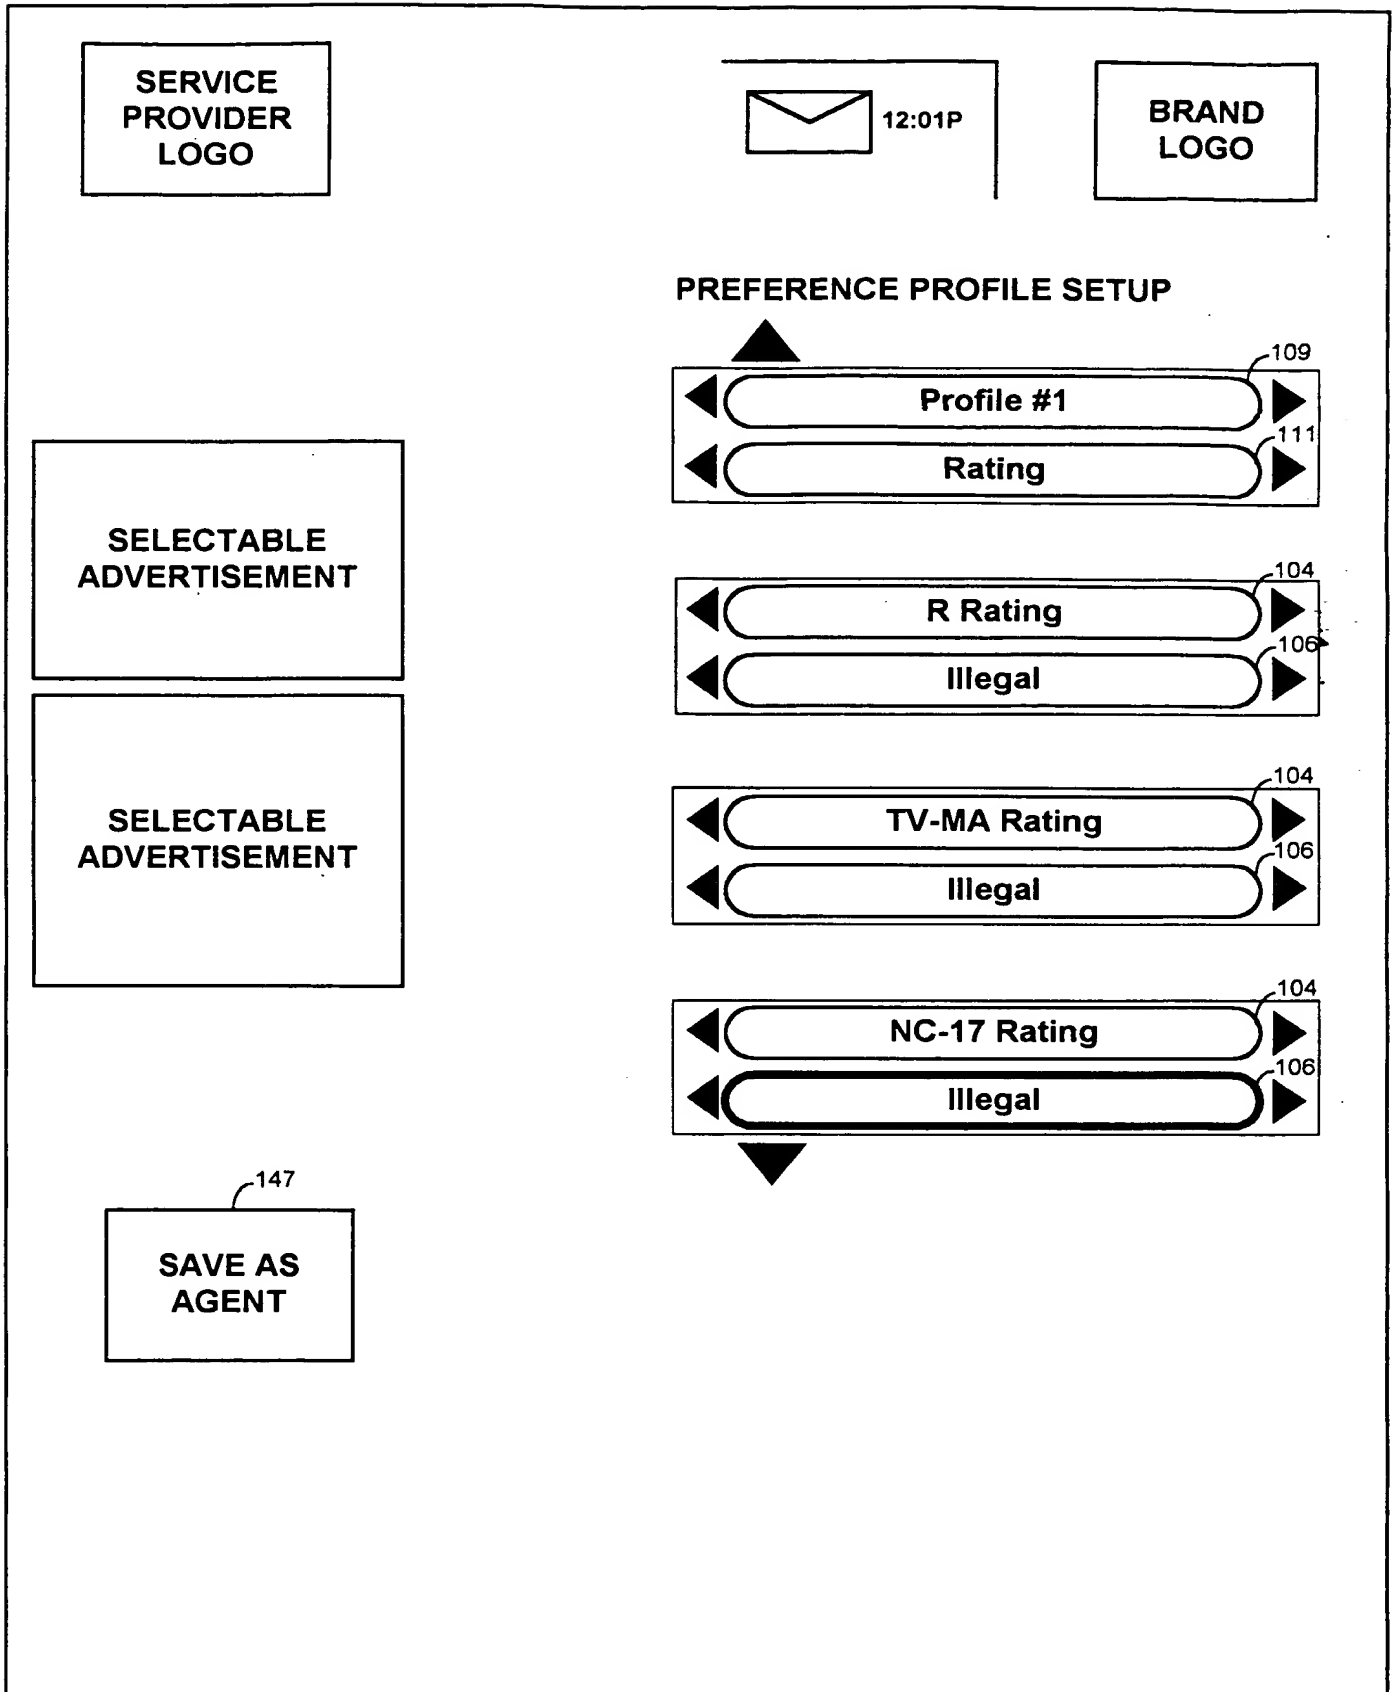 SERVICE
PROVIDER
LOGO
12:01P
BRAND
LOGO
PREFERENCE PROFILE SETUP
109
Profile #1
111
Rating
SELECTABLE
ADVERTISEMENT
104
R Rating
106
Illegal
SELECTABLE
ADVERTISEMENT
104
TV-MA Rating
106
Illegal
104
NC-17 Rating
106
Illegal
147
SAVE AS
AGENT